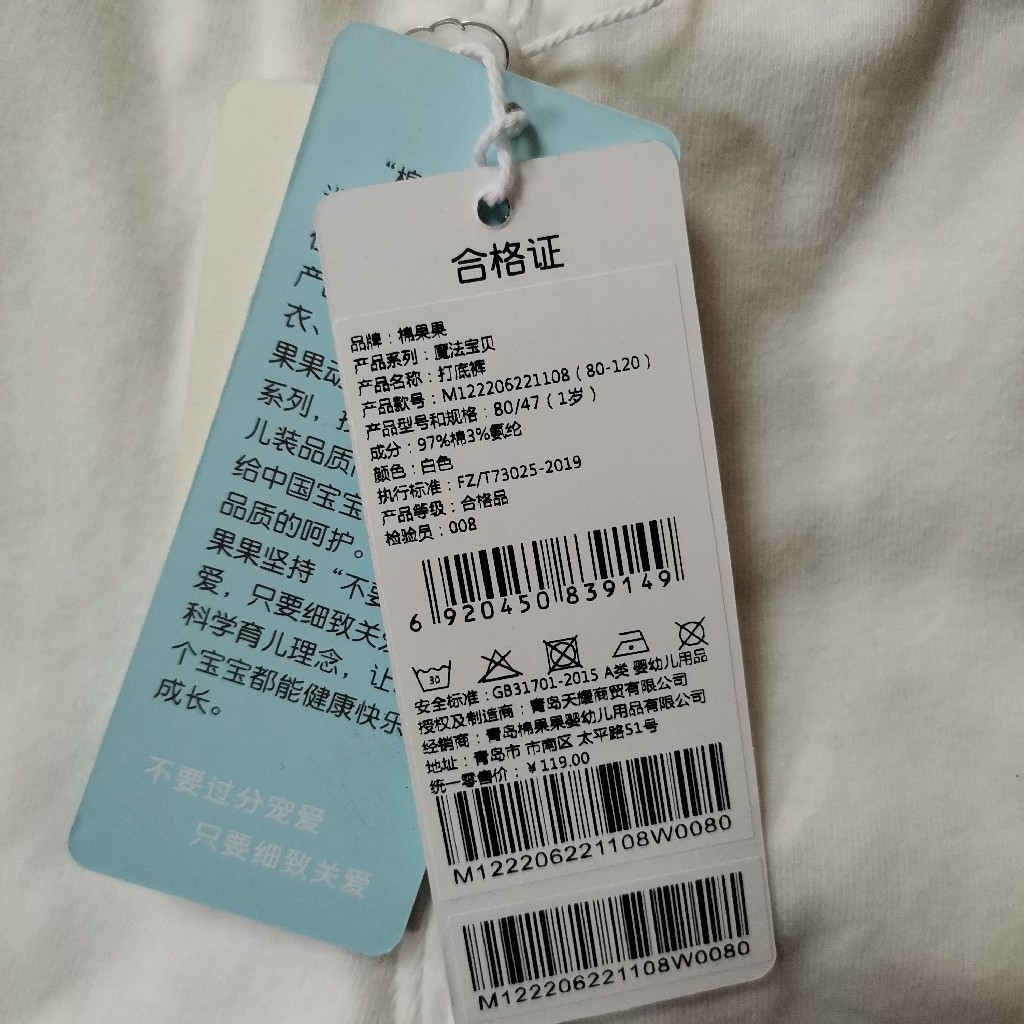 合格证
品牌：棉果果
产品系列：魔法宝贝
产品名称：打底裤
产品款号：M122206221108（80-120）
产品型号和规格：80/47（1岁）
成分：97%棉3%氨纶
颜色：白色
执行标准：FZ/T73025-2019
产品等级：合格品
检验员：008
6 920450 839149
30
安全标准：GB31701-2015 A类 婴幼儿用品
授权及制造商：青岛天耀商贸有限公司
经销商：青岛棉果果婴幼儿用品有限公司
地址：青岛市 市南区 太平路51号
统一零售价：￥119.00
M122206221108W0080
M122206221108W0080
“棉
产
衣、
果果动
系列，
儿装品质
给中国宝宝
品质的呵护。
果果坚持“不要
爱，只要细致关爱
科学育儿理念，让
个宝宝都能健康快乐
成长。
不要过分宠爱
只要细致关爱